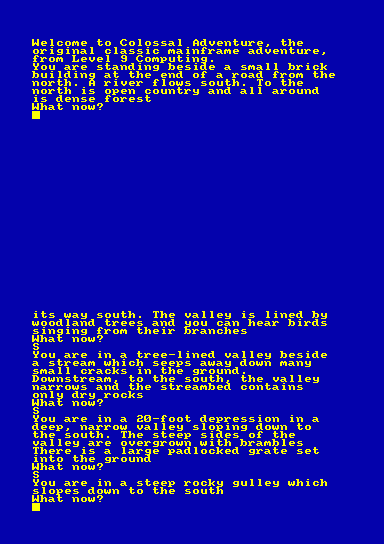 Welcome to Colossal Adventure, the
original classic mainframe adventure,
from Level 9 Computing.
You are standing beside a small brick
building at the end of a road from the
north. A river flows south. To the
north is open country and all around
is dense forest
What now?
its way south. The valley is lined by
woodland trees and you can hear birds
singing from their branches
What now?
S
You are in a tree-lined valley beside
a stream which seeps away down many
small cracks in the ground.
Downstream, to the south, the valley
narrows and the streambed contains
only dry rocks
What now?
S
You are in a 20-foot depression in a
deep, narrow valley sloping down to
the south. The steep sides of the
valley are overgrown with brambles
There is a large padlocked grate set
into the ground
What now?
S
You are in a steep rocky gulley which
slopes down to the south
What now?